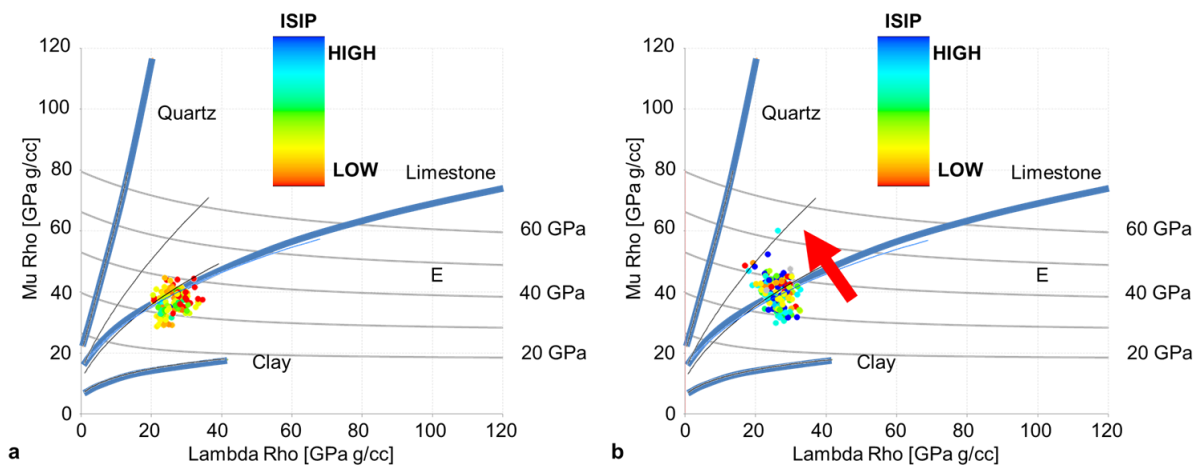 ISIP
HIGH
LOW
120
100
80
60
40
20
0
Mu Rho [GPa g/cc]
Quartz
Limestone
60 GPa
E
40 GPa
20 GPa
Clay
0 20 40 60 80 100 120
Lambda Rho [GPa g/cc]
a
ISIP
HIGH
LOW
120
100
80
60
40
20
0
Mu Rho [GPa g/cc]
Quartz
Limestone
60 GPa
E
40 GPa
20 GPa
Clay
0 20 40 60 80 100 120
Lambda Rho [GPa g/cc]
b